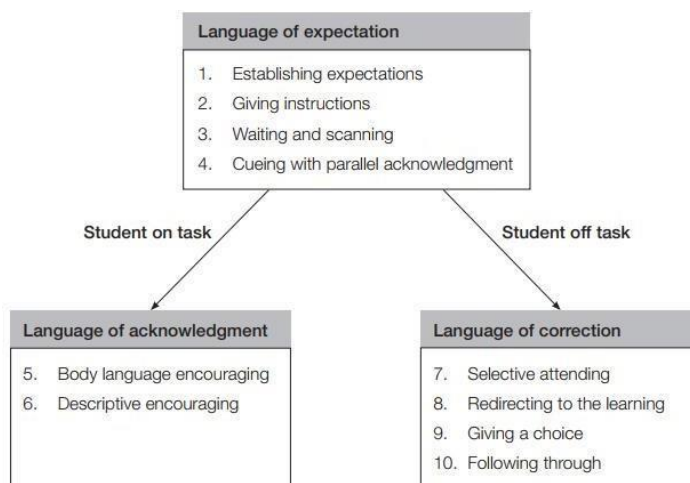 Language of expectation
1. Establishing expectations
2. Giving instructions
3. Waiting and scanning
4. Cueing with parallel acknowledgment
Student on task
Student off task
Language of acknowledgment
5. Body language encouraging
6. Descriptive encouraging
Language of correction
7. Selective attending
8. Redirecting to the learning
9. Giving a choice
10. Following through